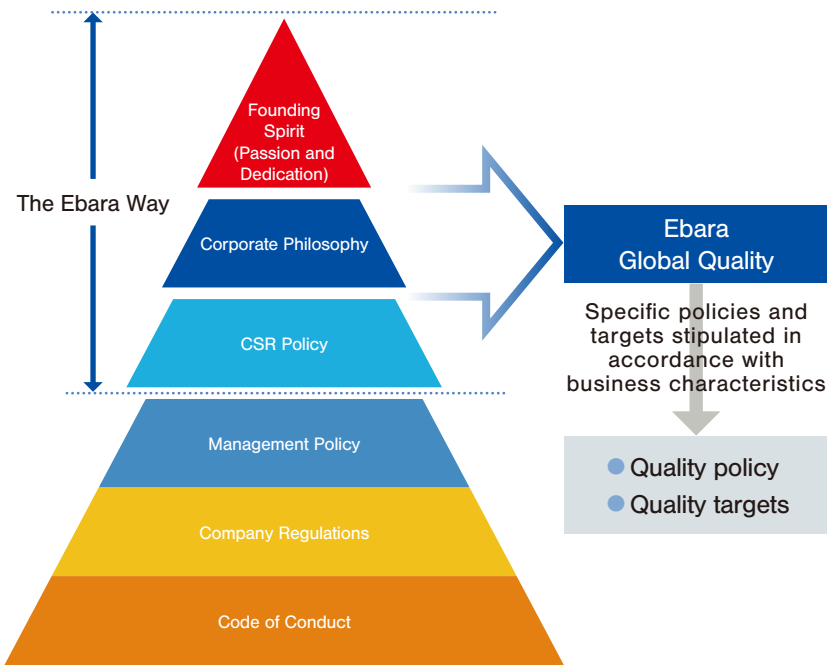 Founding
Spirit
(Passion and
Dedication)
The Ebara Way
Corporate Philosophy
CSR Policy
Management Policy
Company Regulations
Code of Conduct
Ebara
Global Quality
Specific policies and
targets stipulated in
accordance with
business characteristics
Quality policy
Quality targets